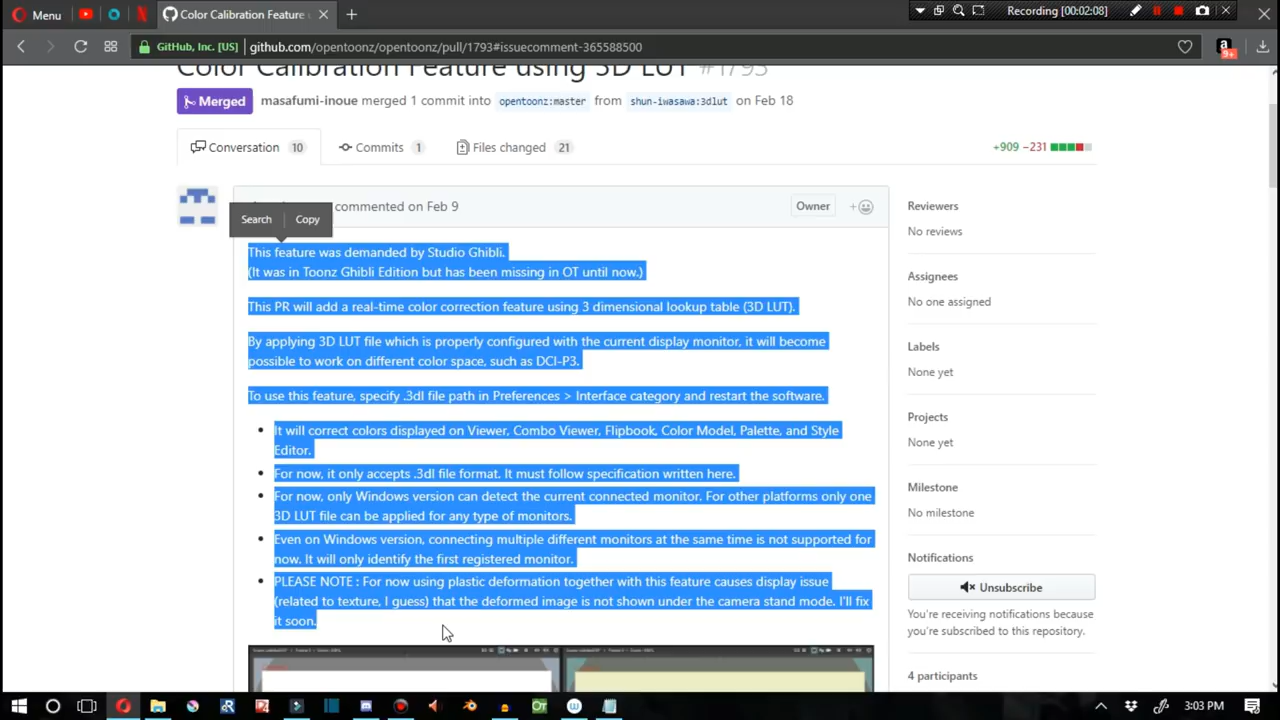 Menu
Color Calibration Feature
Recording [00:02:08]
GitHub, Inc. [US]
github.com/opentoonz/opentoonz/pull/1793#issuecomment-365588500
9+
Color Calibration Feature using 3D LUT #1793
Merged
masafumi-inoue merged 1 commit into opentoonz:master from shun-iwasawa:3dlut on Feb 18
Conversation 10
Commits 1
Files changed 21
+909 −231
commented on Feb 9
Owner
Search
Copy
This feature was demanded by Studio Ghibli.
(It was in Toonz Ghibli Edition but has been missing in OT until now.)
This PR will add a real-time color correction feature using 3 dimensional lookup table (3D LUT).
By applying 3D LUT file which is properly configured with the current display monitor, it will become
possible to work on different color space, such as DCI-P3.
To use this feature, specify .3dl file path in Preferences > Interface category and restart the software.
It will correct colors displayed on Viewer, Combo Viewer, Flipbook, Color Model, Palette, and Style
Editor.
For now, it only accepts .3dl file format. It must follow specification written here.
For now, only Windows version can detect the current connected monitor. For other platforms only one
3D LUT file can be applied for any type of monitors.
Even on Windows version, connecting multiple different monitors at the same time is not supported for
now. It will only identify the first registered monitor.
PLEASE NOTE : For now using plastic deformation together with this feature causes display issue
(related to texture, I guess) that the deformed image is not shown under the camera stand mode. I'll fix
it soon.
Reviewers
No reviews
Assignees
No one assigned
Labels
None yet
Projects
None yet
Milestone
No milestone
Notifications
Unsubscribe
You're receiving notifications because
you're subscribed to this repository.
4 participants
3:03 PM